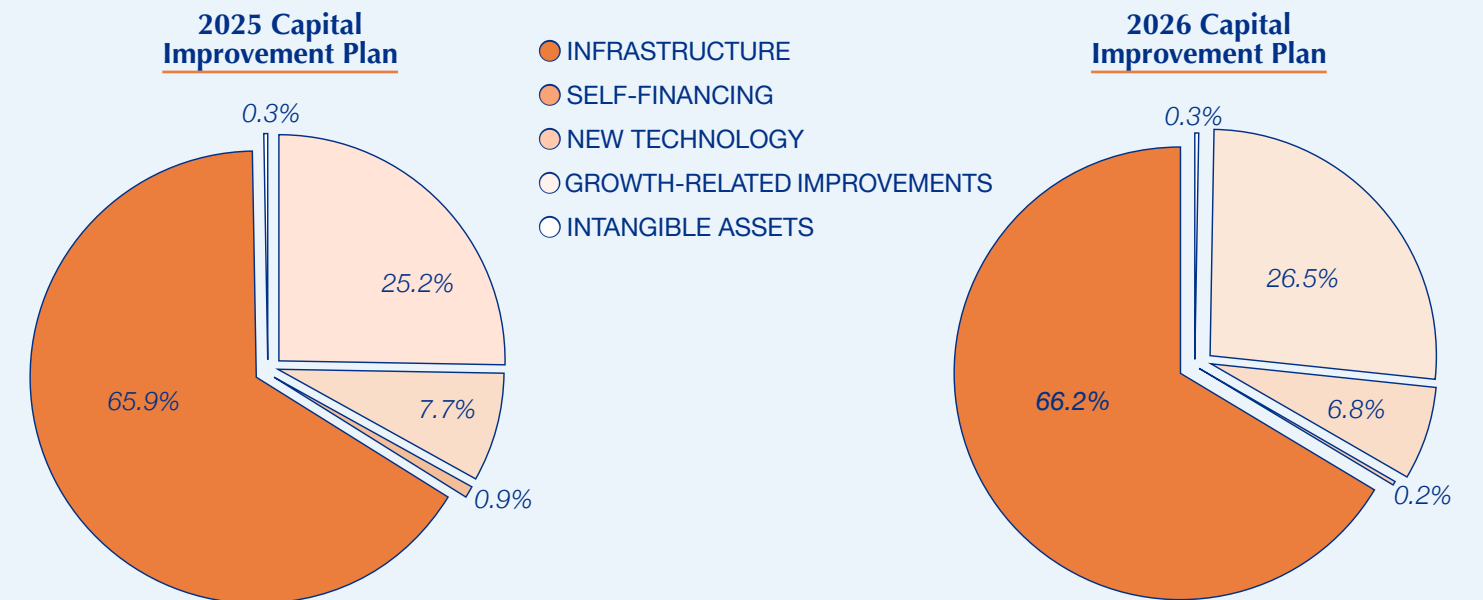 2025 Capital
Improvement Plan
0.3%
25.2%
65.9%
7.7%
0.9%
INFRASTRUCTURE
SELF-FINANCING
NEW TECHNOLOGY
GROWTH-RELATED IMPROVEMENTS
INTANGIBLE ASSETS
2026 Capital
Improvement Plan
0.3%
26.5%
66.2%
6.8%
0.2%